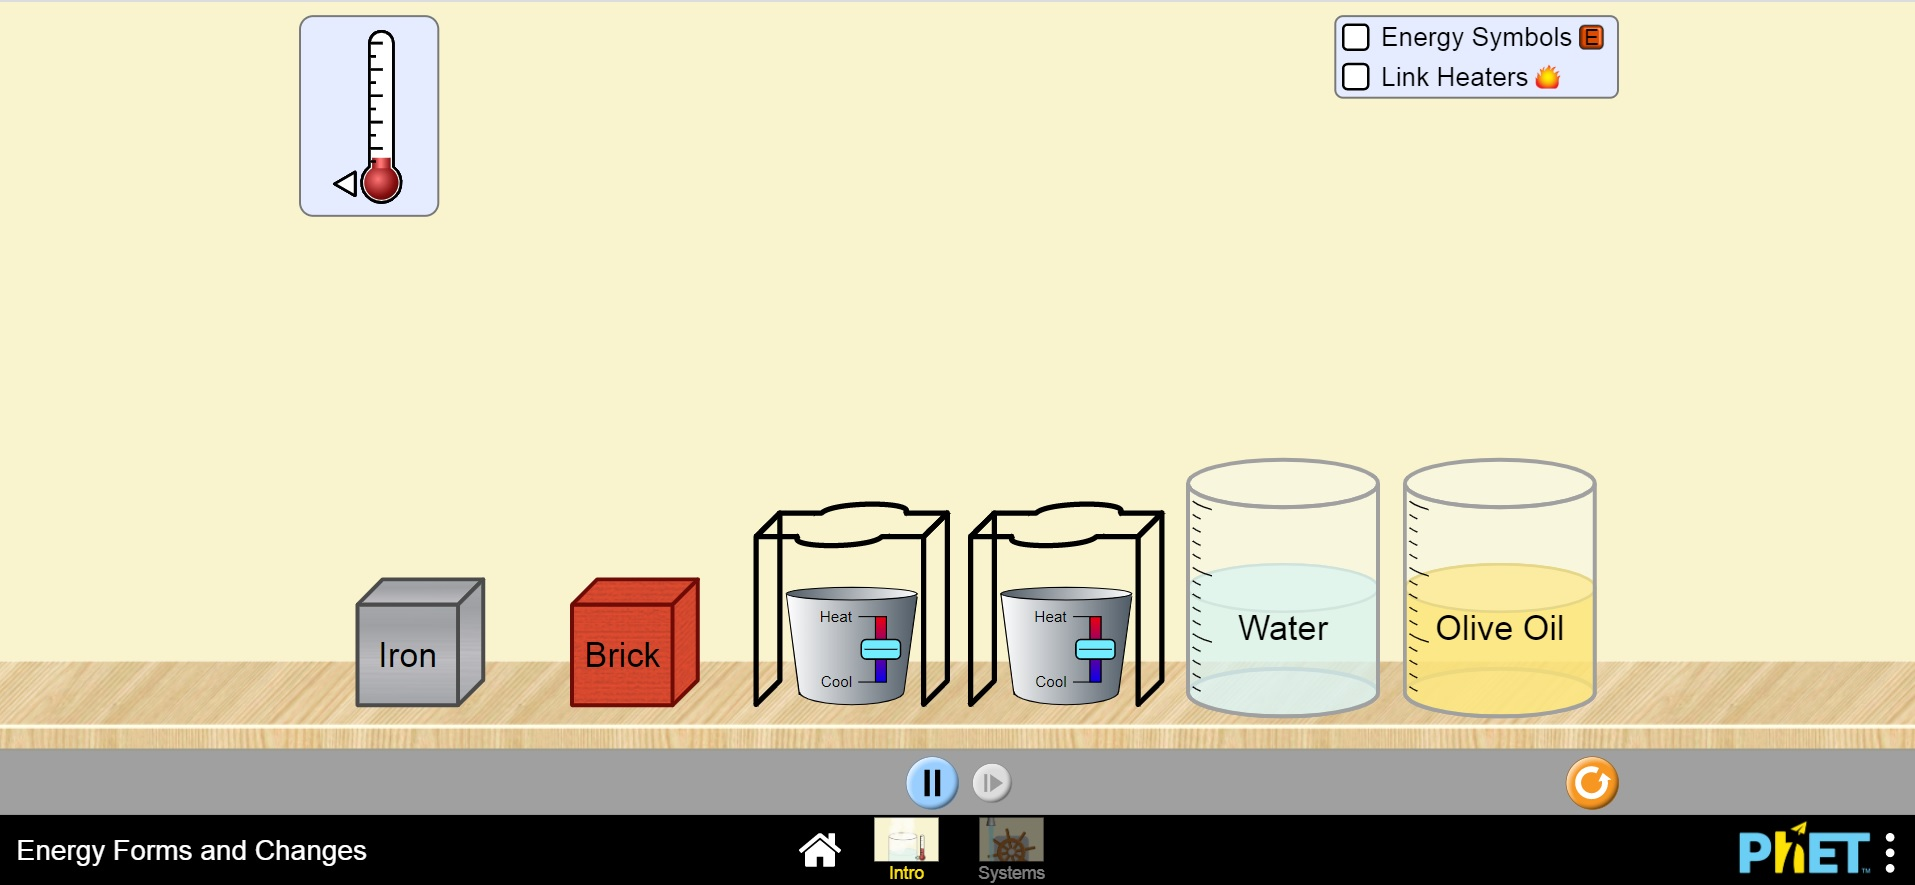 Energy Symbols E
Link Heaters
Iron
Brick
Heat
Cool
Heat
Cool
Water
Olive Oil
Energy Forms and Changes
Intro
Systems
PhET™